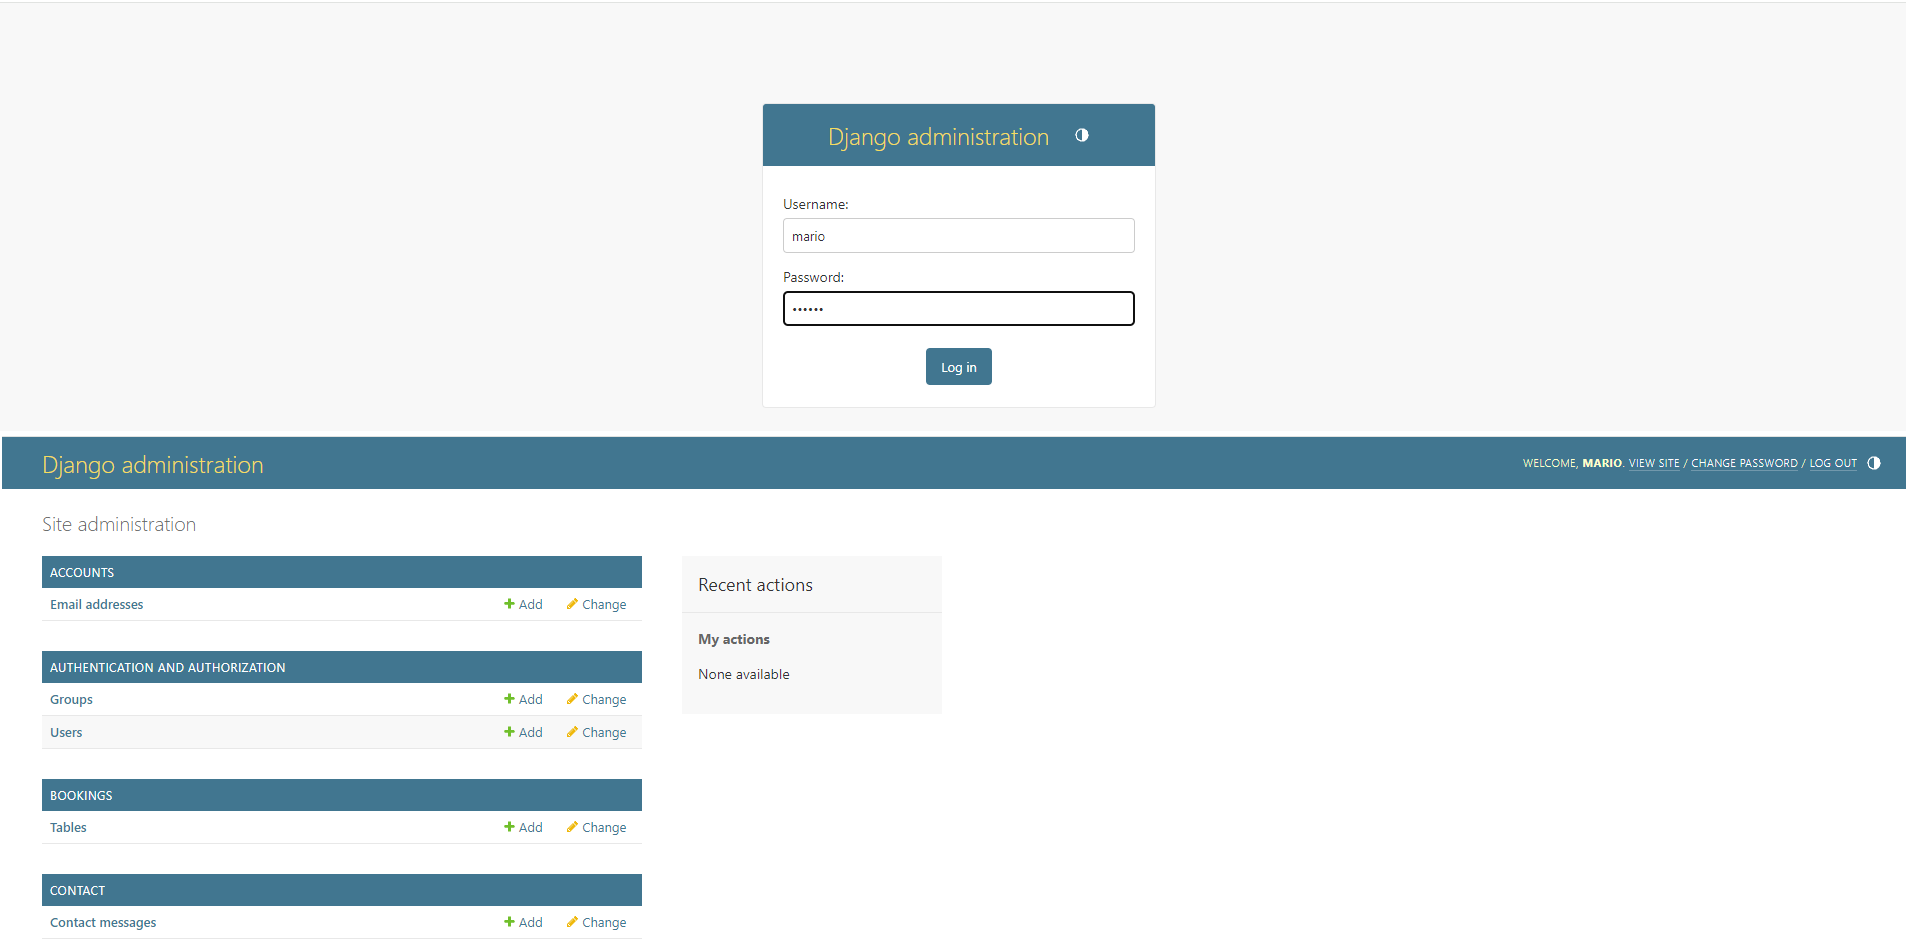 Django administration
Username:
mario
Password:
••••••
Log in
Django administration
WELCOME, MARIO. VIEW SITE / CHANGE PASSWORD / LOG OUT
Site administration
ACCOUNTS
Email addresses Add Change
AUTHENTICATION AND AUTHORIZATION
Groups Add Change
Users Add Change
BOOKINGS
Tables Add Change
CONTACT
Contact messages Add Change
Recent actions
My actions
None available